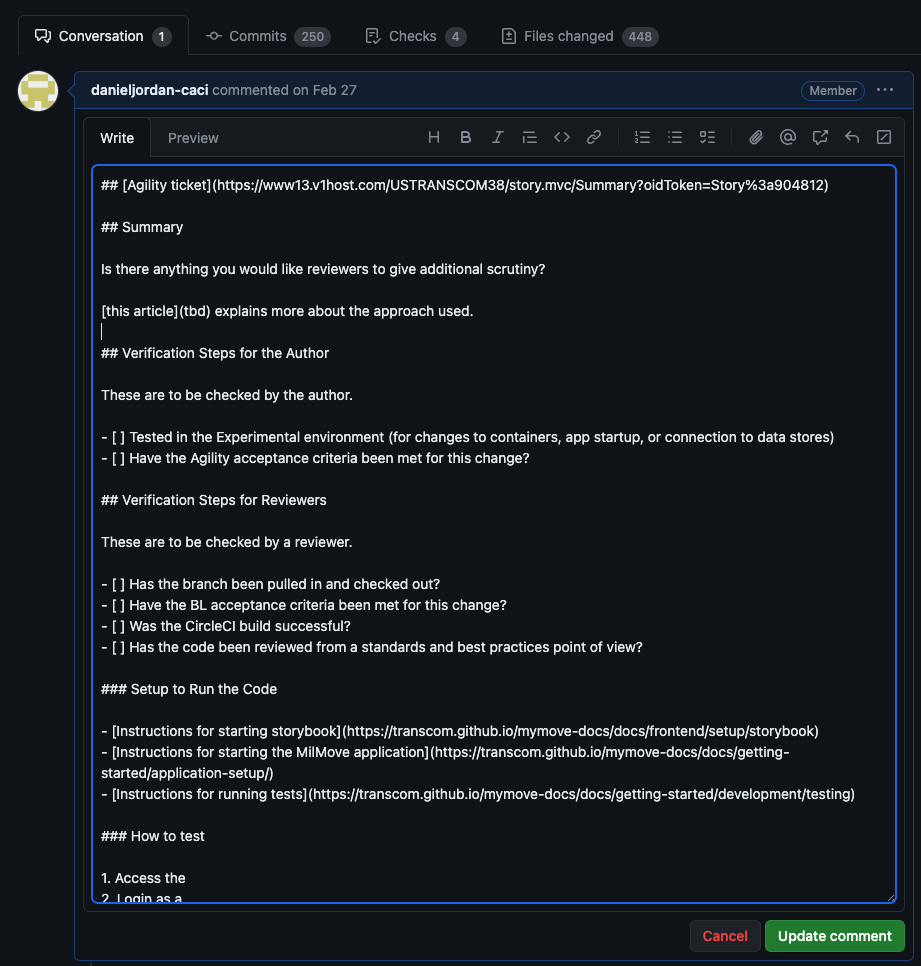 Conversation 1 Commits 250 Checks 4 Files changed 448
danieljordan-caci commented on Feb 27 Member
Write Preview
## [Agility ticket](https://www13.v1host.com/USTRANSCOM38/story.mvc/Summary?oidToken=Story%3a904812)
## Summary
Is there anything you would like reviewers to give additional scrutiny?
[this article](tbd) explains more about the approach used.
## Verification Steps for the Author
These are to be checked by the author.
- [ ] Tested in the Experimental environment (for changes to containers, app startup, or connection to data stores)
- [ ] Have the Agility acceptance criteria been met for this change?
## Verification Steps for Reviewers
These are to be checked by a reviewer.
- [ ] Has the branch been pulled in and checked out?
- [ ] Have the BL acceptance criteria been met for this change?
- [ ] Was the CircleCI build successful?
- [ ] Has the code been reviewed from a standards and best practices point of view?
### Setup to Run the Code
- [Instructions for starting storybook](https://transcom.github.io/mymove-docs/docs/frontend/setup/storybook)
- [Instructions for starting the MilMove application](https://transcom.github.io/mymove-docs/docs/getting-
started/application-setup/)
- [Instructions for running tests](https://transcom.github.io/mymove-docs/docs/getting-started/development/testing)
### How to test
1. Access the
2. Login as a
Cancel Update comment